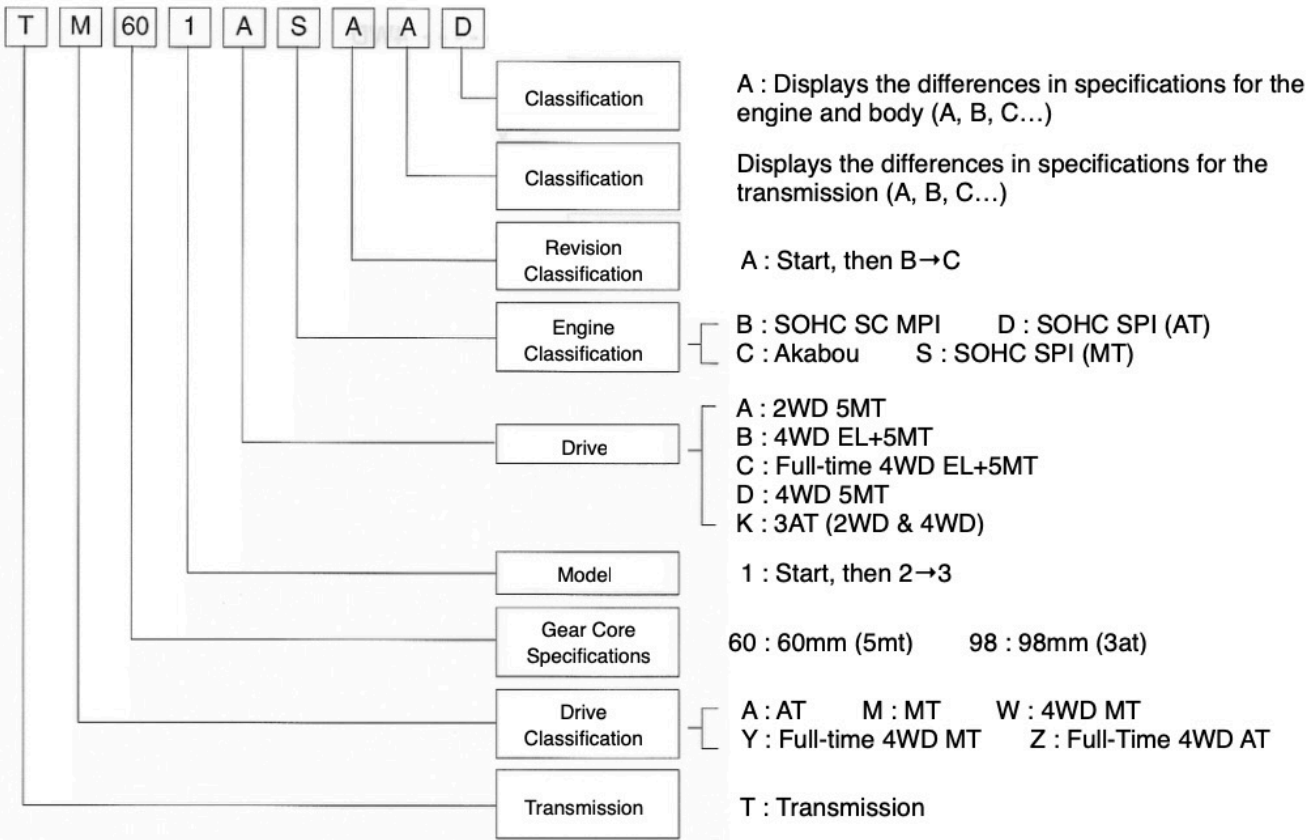 T M 60 1 A S A A D
Classification
A : Displays the differences in specifications for the
engine and body (A, B, C…)
Classification
Displays the differences in specifications for the
transmission (A, B, C…)
Revision
Classification
A : Start, then B→C
Engine
Classification
B : SOHC SC MPI D : SOHC SPI (AT)
C : Akabou S : SOHC SPI (MT)
Drive
A : 2WD 5MT
B : 4WD EL+5MT
C : Full-time 4WD EL+5MT
D : 4WD 5MT
K : 3AT (2WD & 4WD)
Model
1 : Start, then 2→3
Gear Core
Specifications
60 : 60mm (5mt) 98 : 98mm (3at)
Drive
Classification
A : AT M : MT W : 4WD MT
Y : Full-time 4WD MT Z : Full-Time 4WD AT
Transmission
T : Transmission